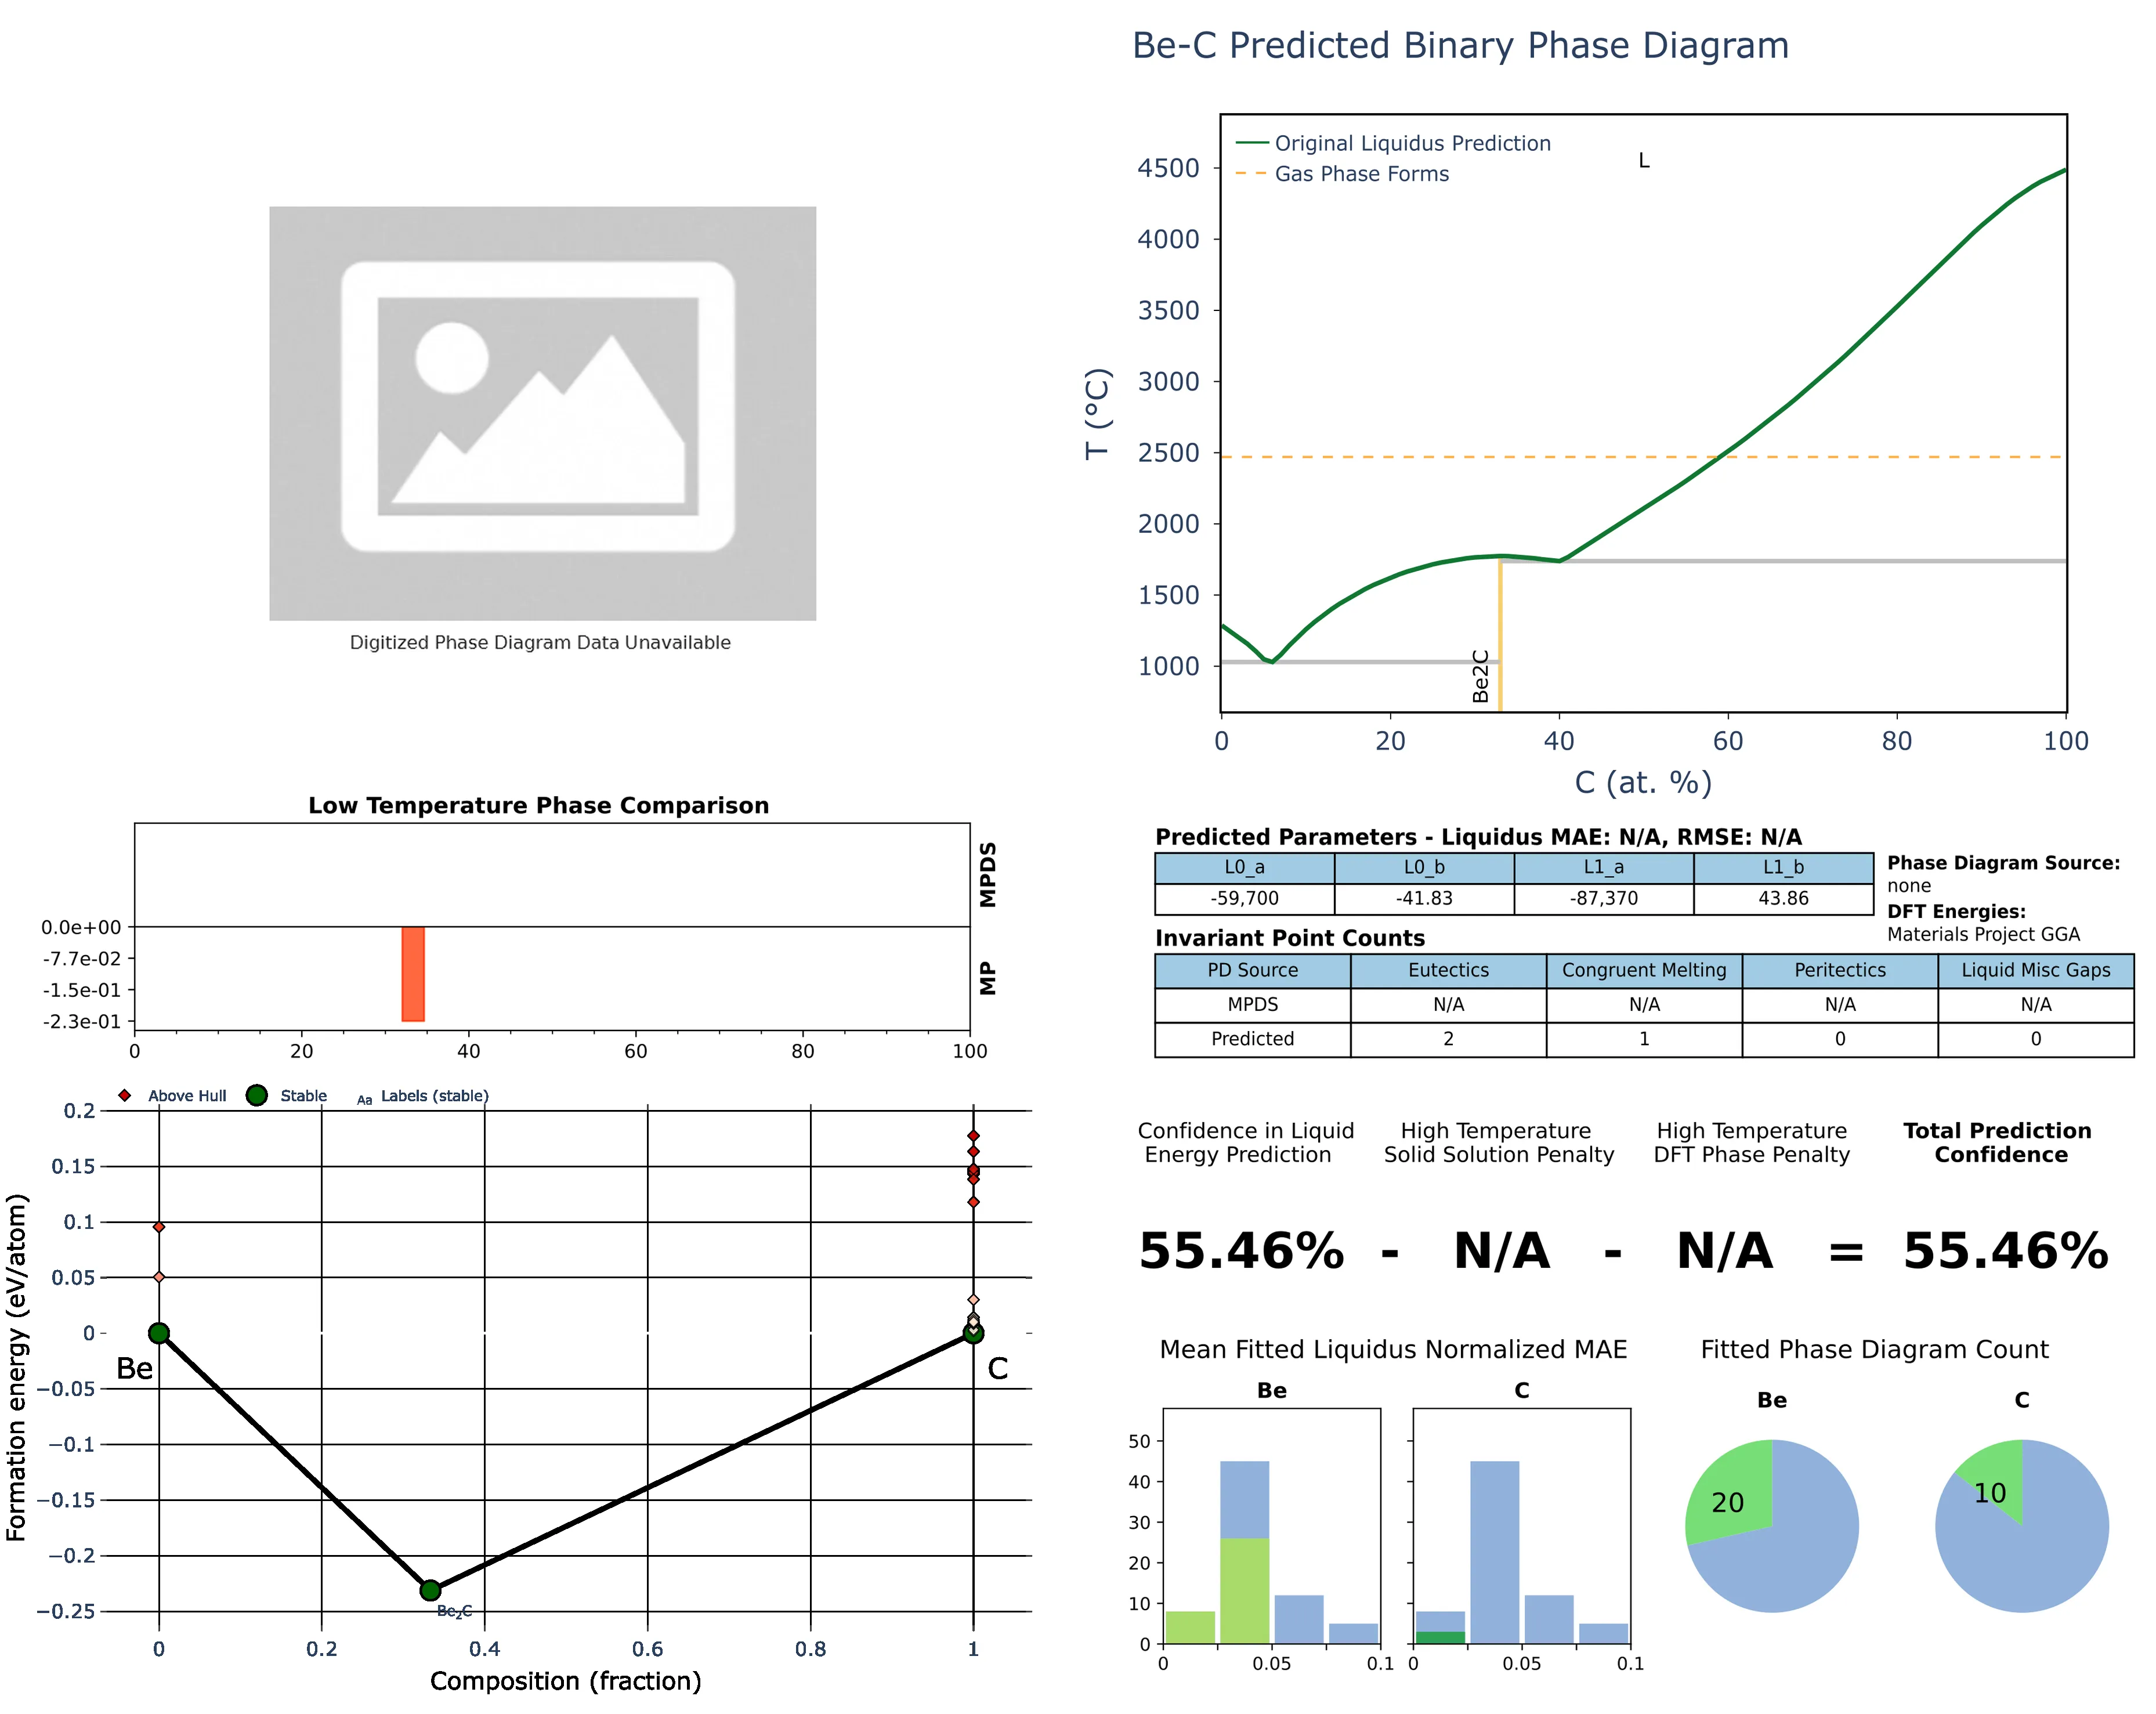 Be-C Predicted Binary Phase Diagram
Original Liquidus Prediction
Gas Phase Forms
L
4500
4000
3500
3000
2500
2000
1500
1000
T (°C)
Be2C
0 20 40 60 80 100
C (at. %)
Digitized Phase Diagram Data Unavailable
Low Temperature Phase Comparison
MPDS
MP
0.0e+00
-7.7e-02
-1.5e-01
-2.3e-01
0 20 40 60 80 100
Predicted Parameters - Liquidus MAE: N/A, RMSE: N/A
L0_a L0_b L1_a L1_b
-59,700 -41.83 -87,370 43.86
Phase Diagram Source:
none
DFT Energies:
Materials Project GGA
Invariant Point Counts
PD Source Eutectics Congruent Melting Peritectics Liquid Misc Gaps
MPDS N/A N/A N/A N/A
Predicted 2 1 0 0
Above Hull Stable Aa Labels (stable)
0.2
0.15
0.1
0.05
0
−0.05
−0.1
−0.15
−0.2
−0.25
Formation energy (eV/atom)
Be
C
Be₂C
0 0.2 0.4 0.6 0.8 1
Composition (fraction)
Confidence in Liquid
Energy Prediction
High Temperature
Solid Solution Penalty
High Temperature
DFT Phase Penalty
Total Prediction
Confidence
55.46% - N/A - N/A = 55.46%
Mean Fitted Liquidus Normalized MAE
Be
C
50
40
30
20
10
0
0 0.05 0.1
0 0.05 0.1
Fitted Phase Diagram Count
Be
C
20
10